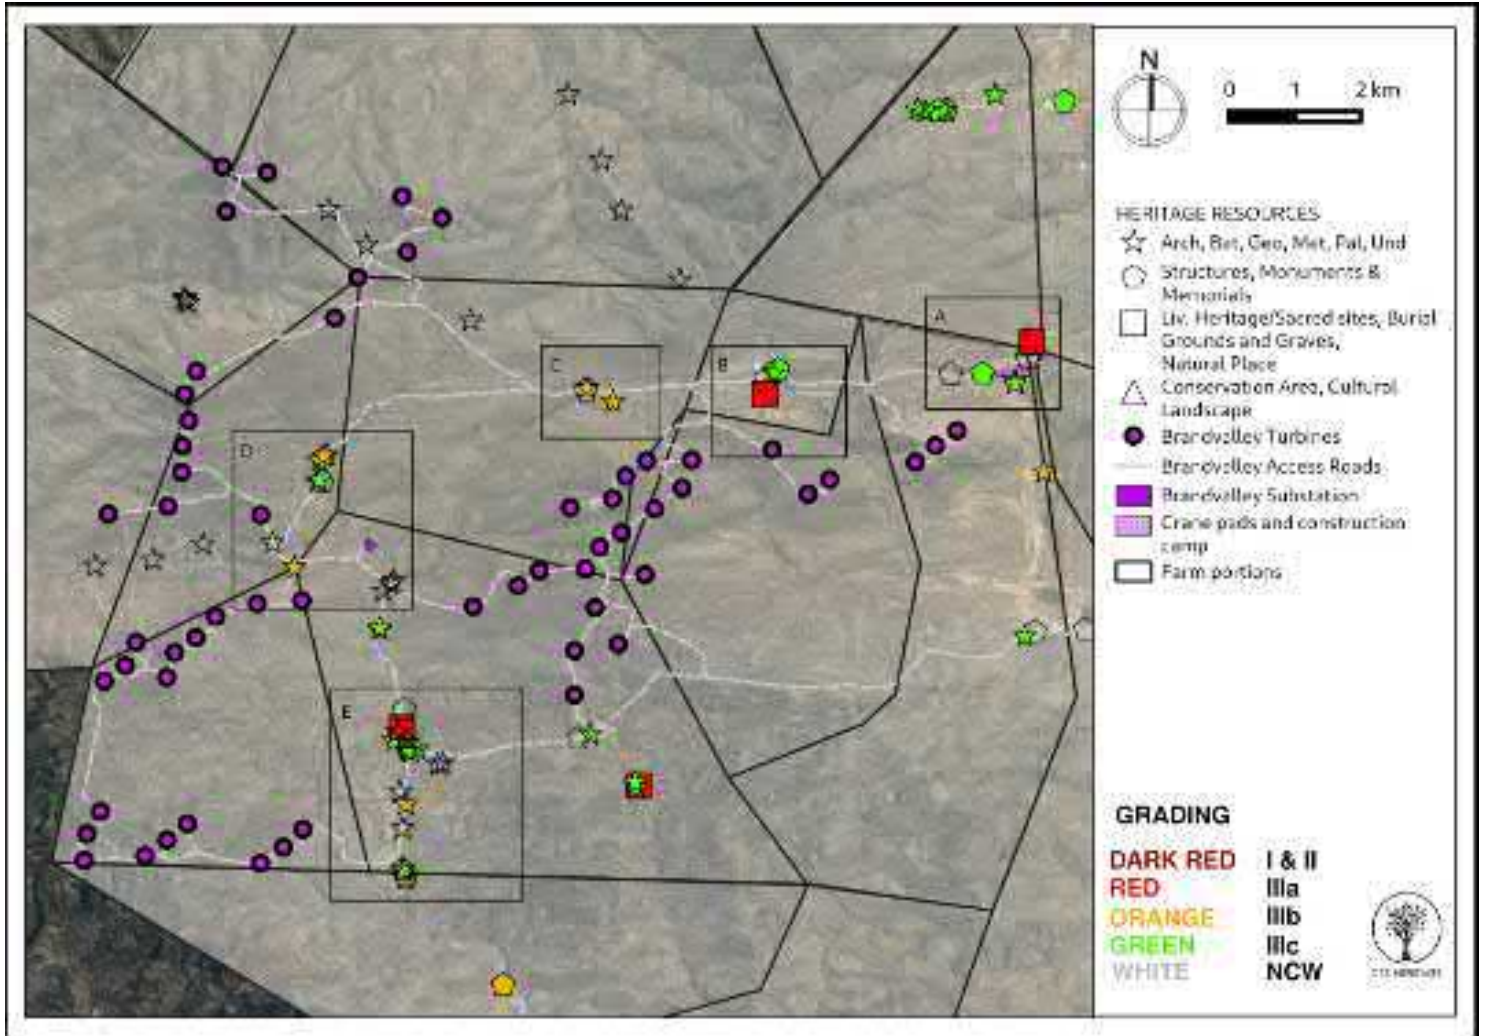 N
0 1 2 km
HERITAGE RESOURCES
Arch, Bat, Geo, Met, Pal, Und
Structures, Monuments &
Memorials
Liv. Heritage/Sacred sites, Burial
Grounds and Graves,
Natural Place
Conservation Area, Cultural
Landscape
Brandvalley Turbines
Brandvalley Access Roads
Brandvalley Substation
Crane pads and construction
camp
Farm portions
A
B
C
D
E
GRADING
DARK RED I & II
RED IIIa
ORANGE IIIb
GREEN IIIc
WHITE NCW
HERITAGE